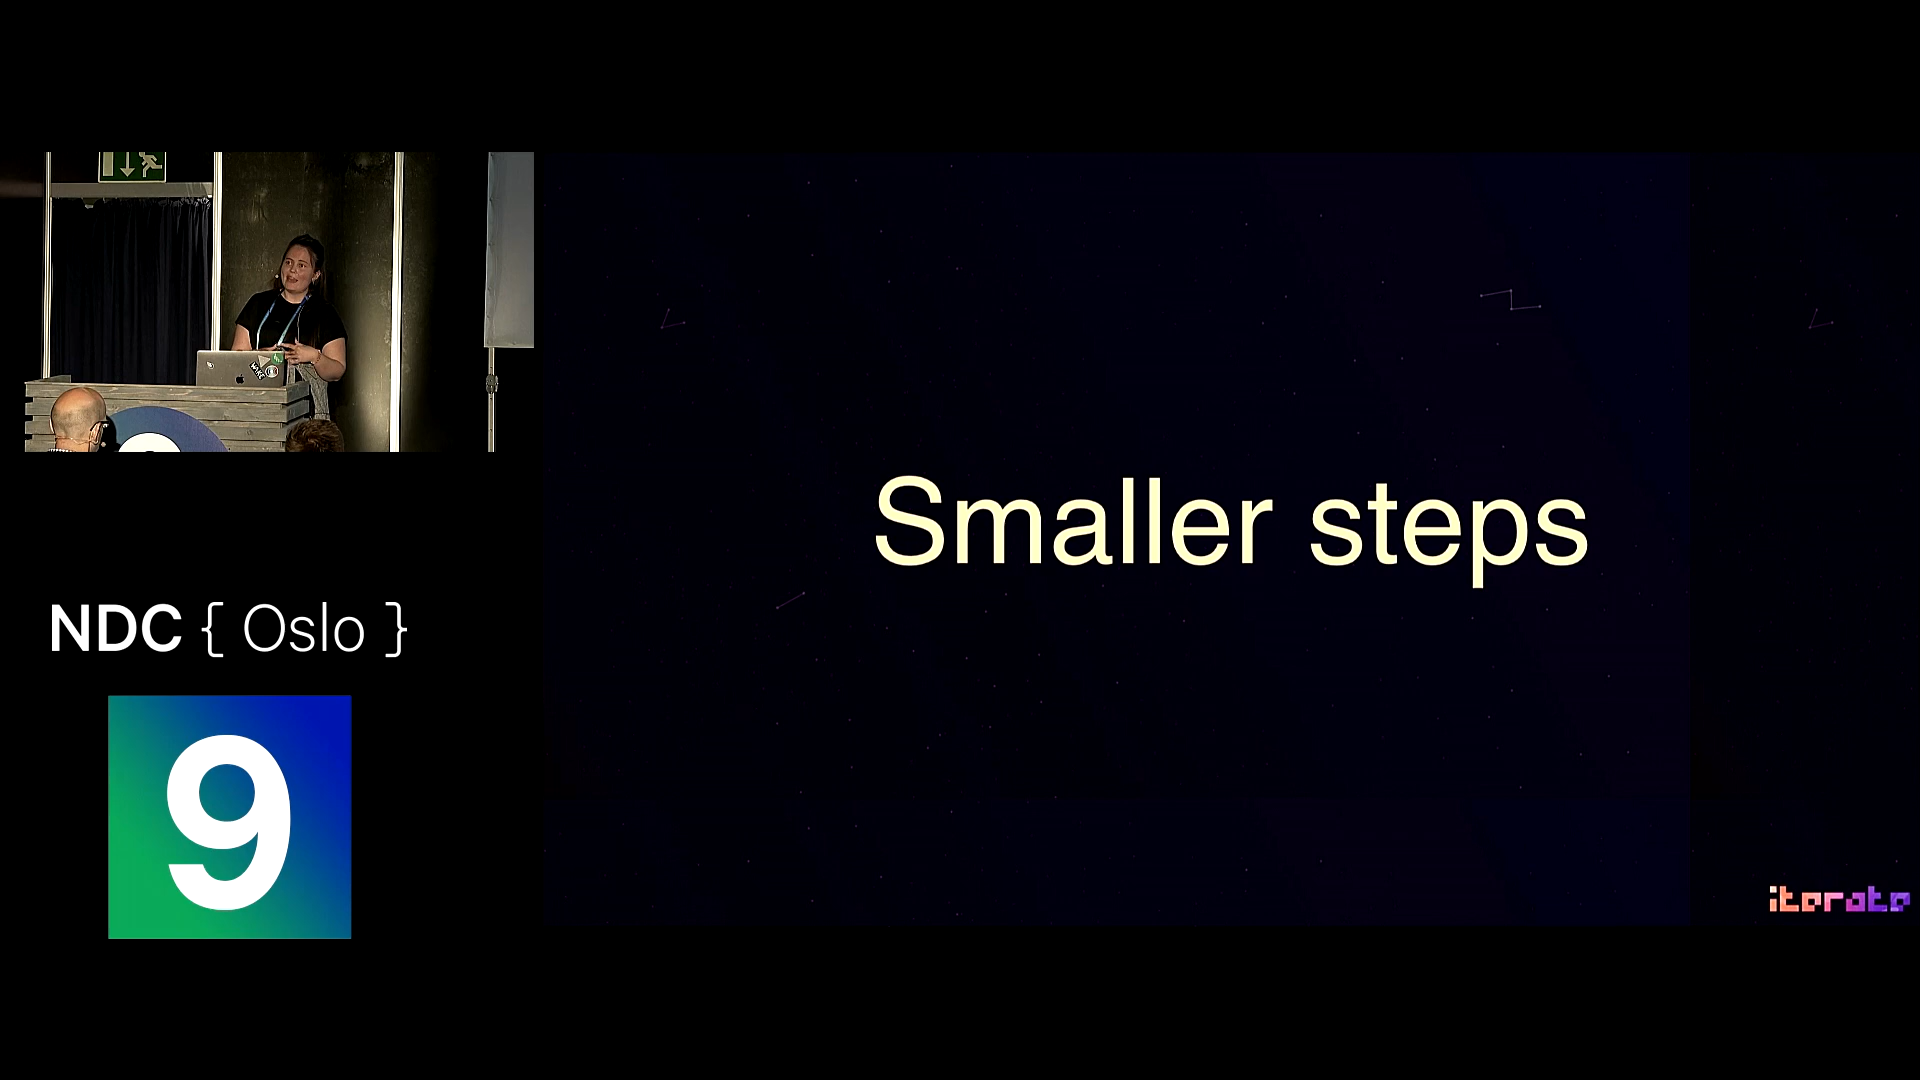 Smaller steps
NDC { Oslo }
9
iterate